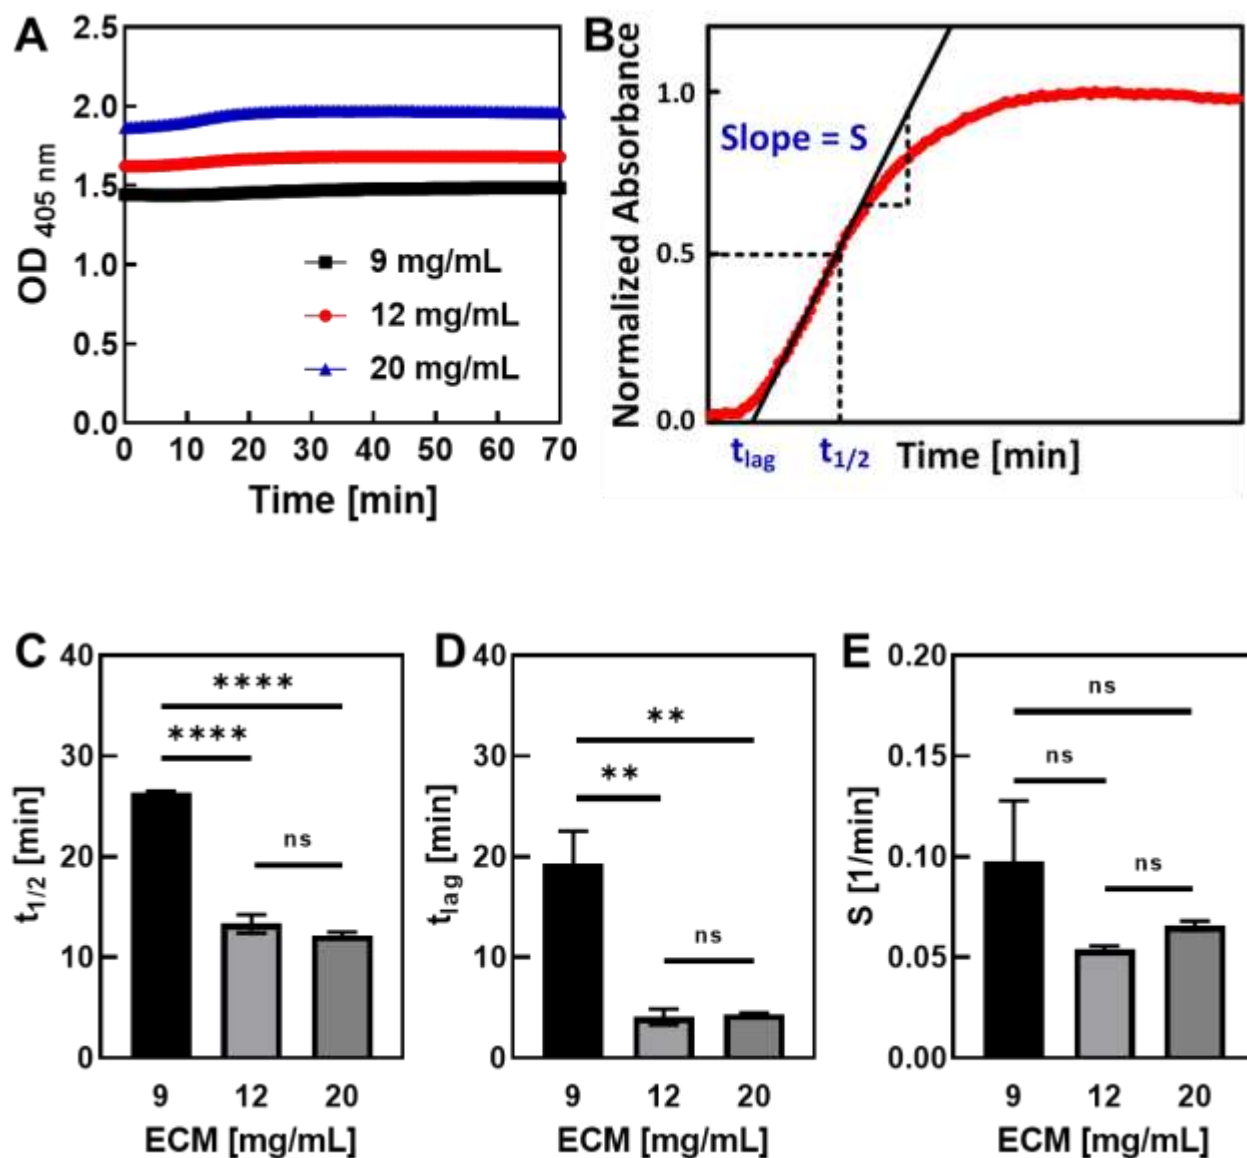 A
2.5
2.0
1.5
1.0
0.5
0.0
OD 405 nm
9 mg/mL
12 mg/mL
20 mg/mL
0 10 20 30 40 50 60 70
Time [min]
B
Normalized Absorbance
1.0
0.5
0.0
Slope = S
tlag t1/2 Time [min]
C
40
30
20
10
0
t1/2 [min]
****
****
ns
9 12 20
ECM [mg/mL]
D
40
30
20
10
0
tlag [min]
**
**
ns
9 12 20
ECM [mg/mL]
E
0.20
0.15
0.10
0.05
0.00
S [1/min]
ns
ns
ns
9 12 20
ECM [mg/mL]